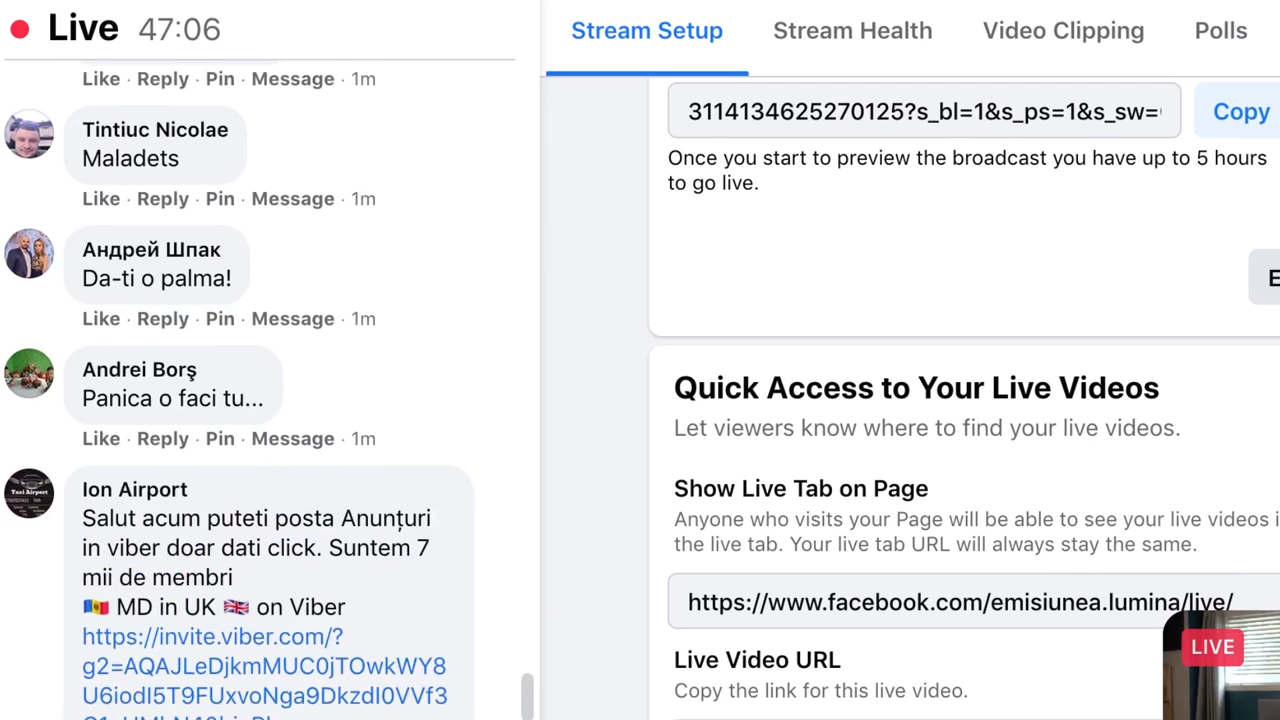 Live 47:06
Like · Reply · Pin · Message · 1m
Tintiuc Nicolae
Maladets
Like · Reply · Pin · Message · 1m
Андрей Шпак
Da-ti o palma!
Like · Reply · Pin · Message · 1m
Andrei Borş
Panica o faci tu...
Like · Reply · Pin · Message · 1m
Taxi Airport
Ion Airport
Salut acum puteti posta Anunțuri
in viber doar dati click. Suntem 7
mii de membri
🇲🇩 MD in UK 🇬🇧 on Viber
https://invite.viber.com/?
g2=AQAJLeDjkmMUC0jTOwkWY8
U6iodI5T9FUxvoNga9DkzdI0VVf3
Stream Setup Stream Health Video Clipping Polls
3114134625270125?s_bl=1&s_ps=1&s_sw= Copy
Once you start to preview the broadcast you have up to 5 hours
to go live.
E
Quick Access to Your Live Videos
Let viewers know where to find your live videos.
Show Live Tab on Page
Anyone who visits your Page will be able to see your live videos i
the live tab. Your live tab URL will always stay the same.
https://www.facebook.com/emisiunea.lumina/live/
LIVE
Live Video URL
Copy the link for this live video.